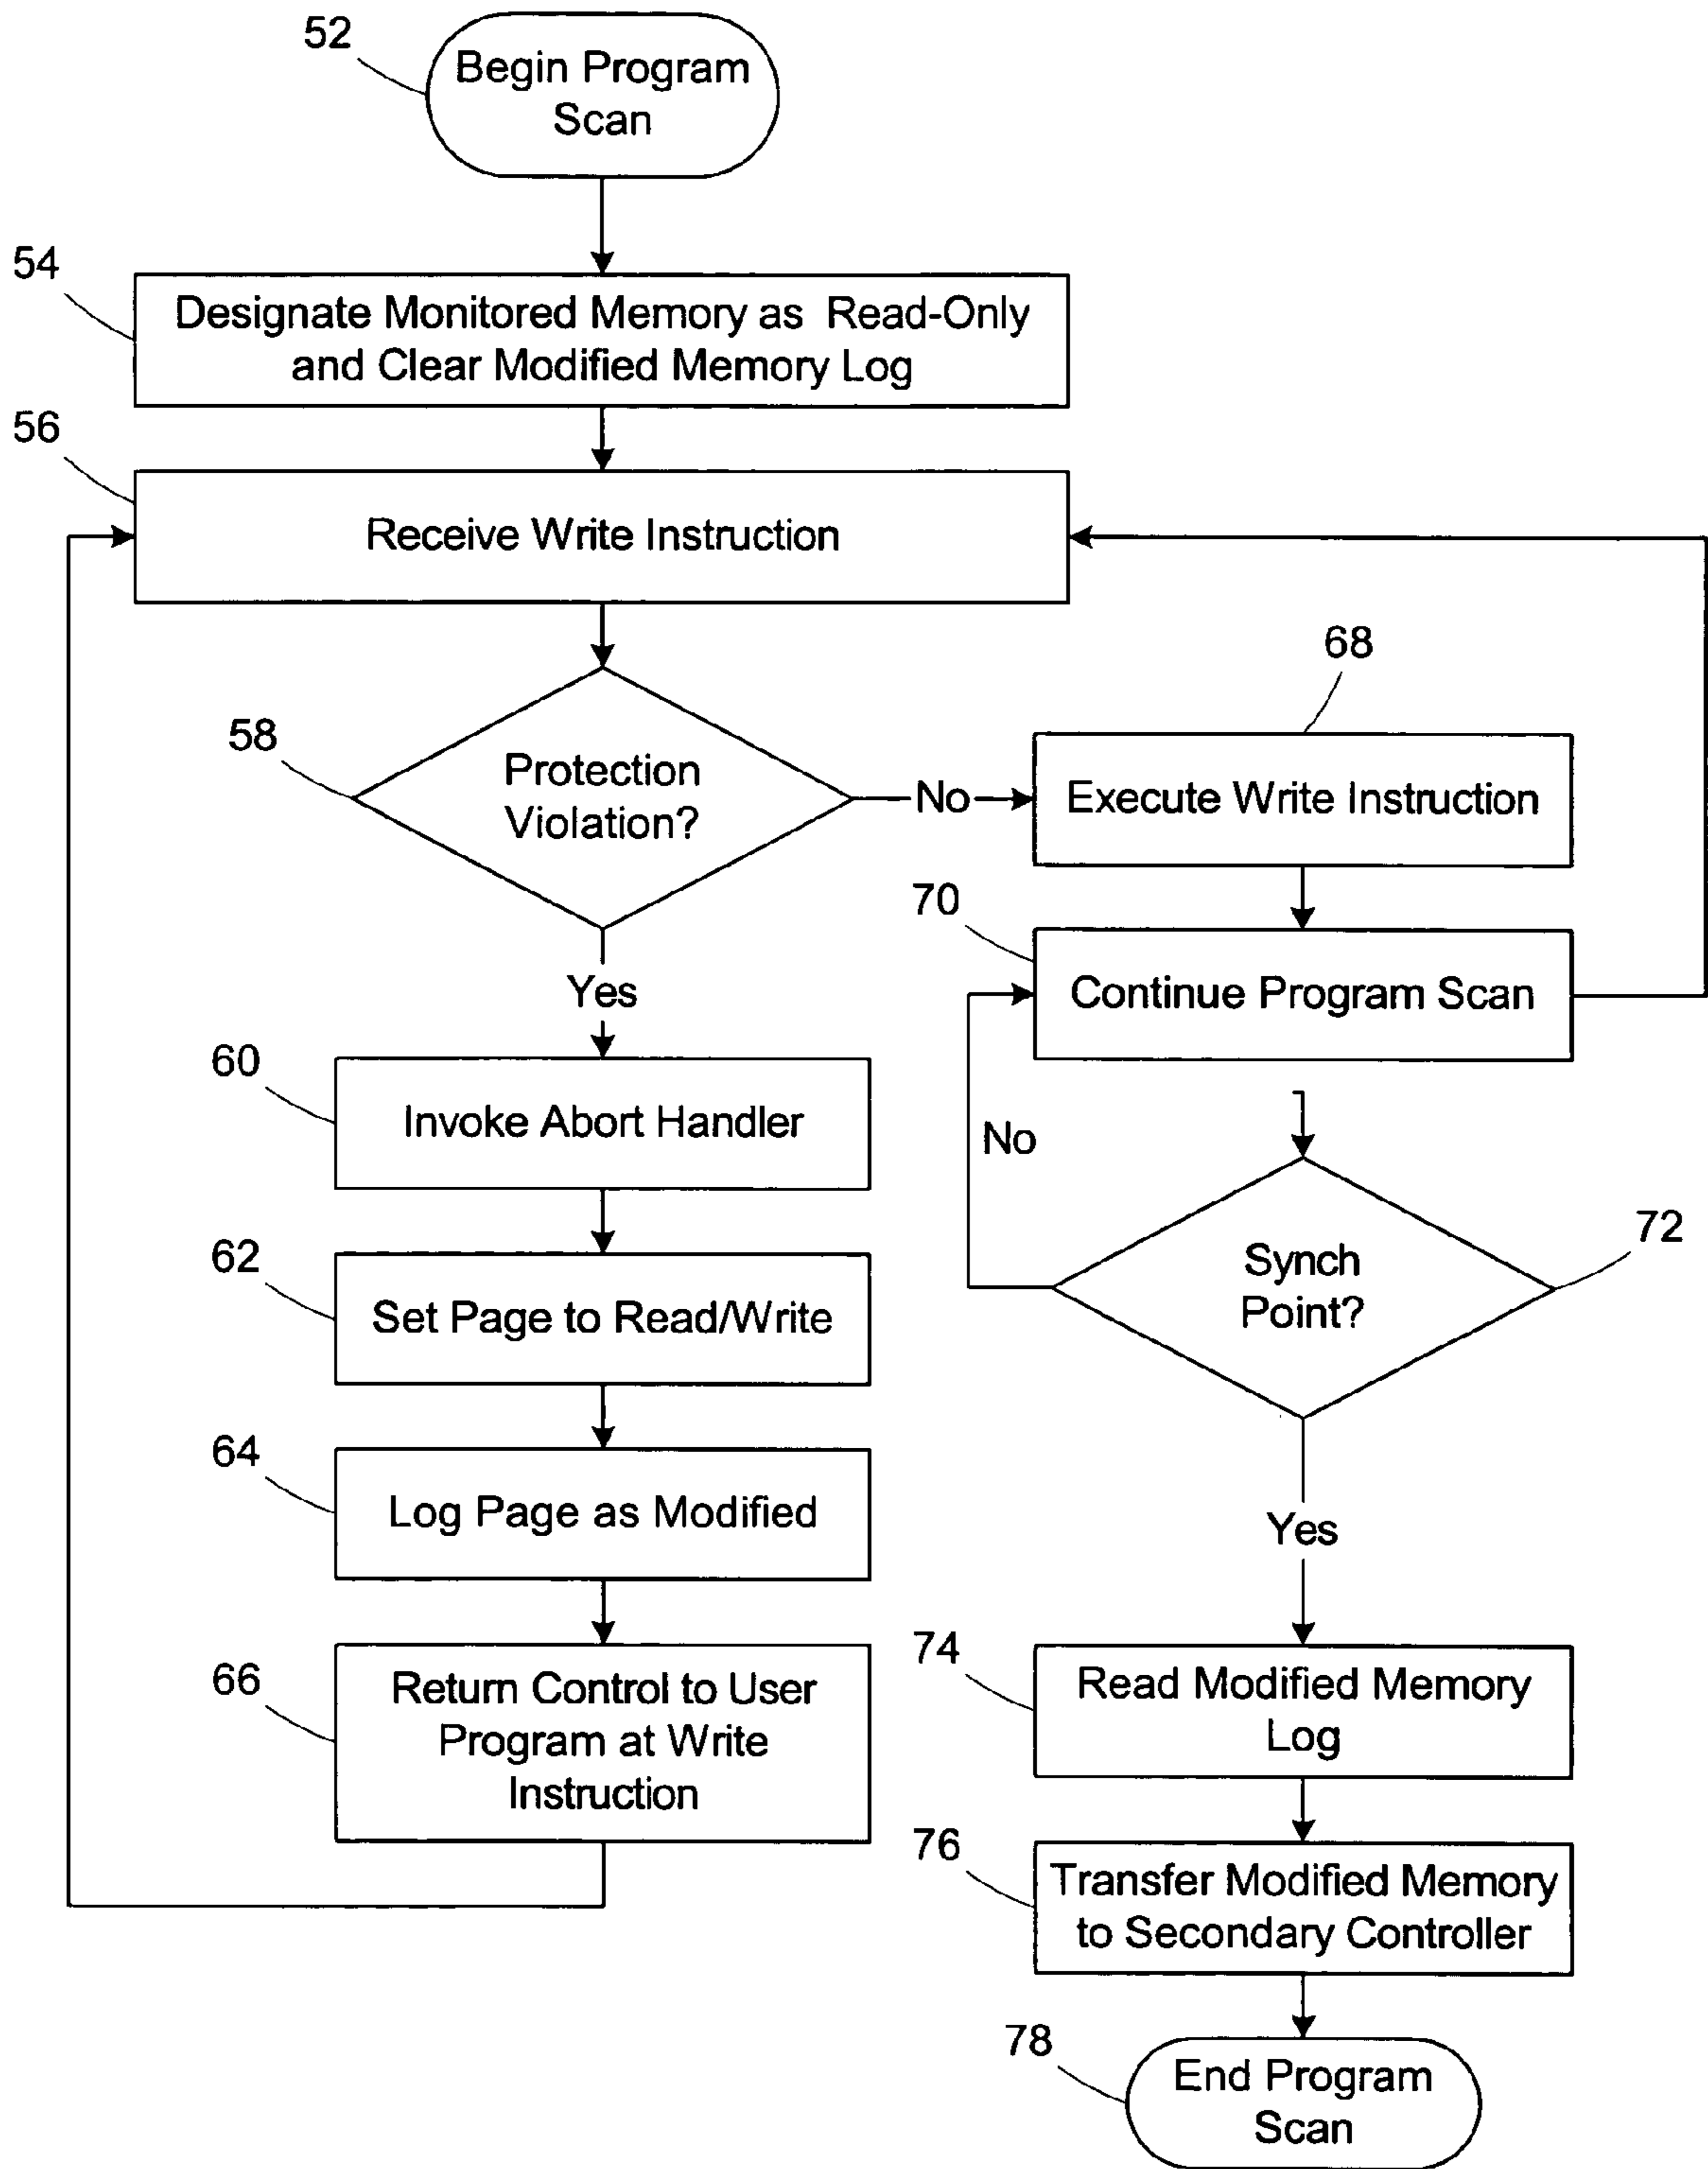 52
Begin Program
Scan
54
Designate Monitored Memory as Read-Only
and Clear Modified Memory Log
56
Receive Write Instruction
58
Protection
Violation?
No
68
Execute Write Instruction
70
Continue Program Scan
Yes
60
Invoke Abort Handler
No
62
Set Page to Read/Write
72
Synch
Point?
64
Log Page as Modified
Yes
66
Return Control to User
Program at Write
Instruction
74
Read Modified Memory
Log
76
Transfer Modified Memory
to Secondary Controller
78
End Program
Scan